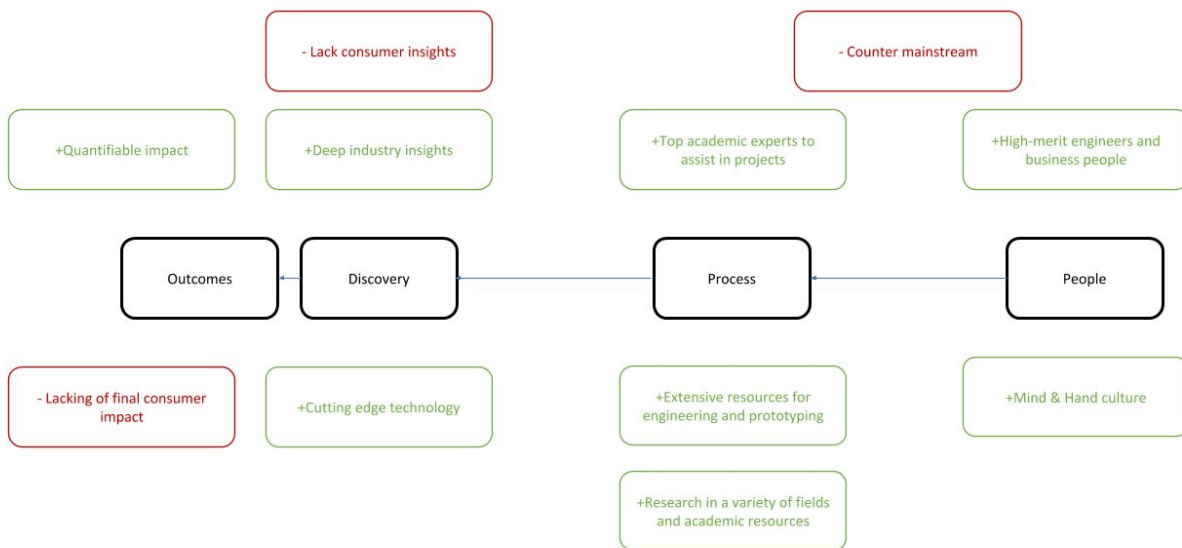 - Lack consumer insights
- Counter mainstream
+Quantifiable impact
+Deep industry insights
+Top academic experts to
assist in projects
+High-merit engineers and
business people
Outcomes
Discovery
Process
People
- Lacking of final consumer
impact
+Cutting edge technology
+Extensive resources for
engineering and prototyping
+Mind & Hand culture
+Research in a variety of fields
and academic resources